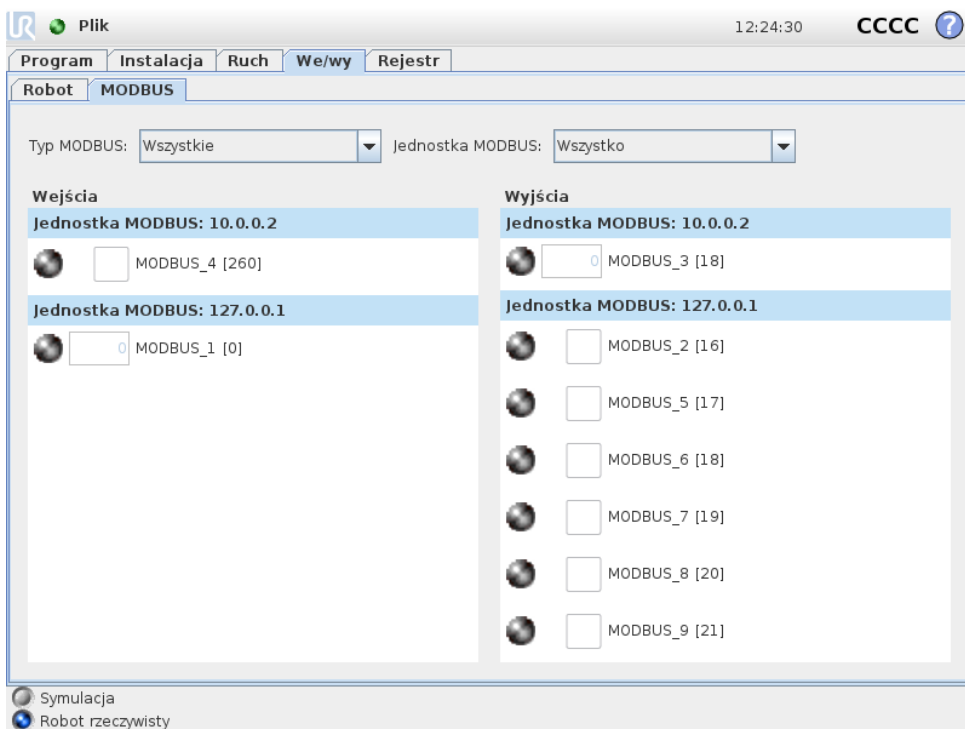 UR Plik 12:24:30 CCCC ?
Program Instalacja Ruch We/wy Rejestr
Robot MODBUS
Typ MODBUS: Wszystkie Jednostka MODBUS: Wszystko
Wejścia
Jednostka MODBUS: 10.0.0.2
MODBUS_4 [260]
Jednostka MODBUS: 127.0.0.1
0 MODBUS_1 [0]
Wyjścia
Jednostka MODBUS: 10.0.0.2
0 MODBUS_3 [18]
Jednostka MODBUS: 127.0.0.1
MODBUS_2 [16]
MODBUS_5 [17]
MODBUS_6 [18]
MODBUS_7 [19]
MODBUS_8 [20]
MODBUS_9 [21]
Symulacja
Robot rzeczywisty